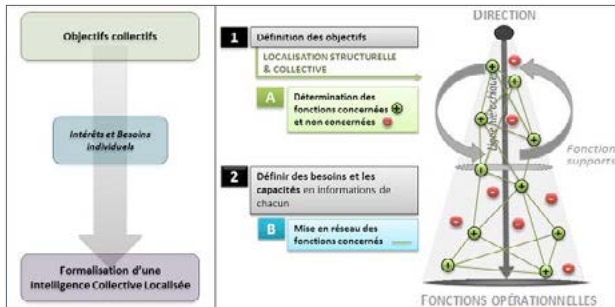 Objectifs collectifs
Intérêts et Besoins
individuels
Formalisation d'une
Intelligence Collective Localisée
1 Définition des objectifs
LOCALISATION STRUCTURELLE
& COLLECTIVE
A Détermination des
fonctions concernées +
et non concernées -
2 Définir des besoins et les
capacités en informations de
chacun
B Mise en réseau des
fonctions concernés
DIRECTION
Ligne hiérarchique
Fonction
supports
FONCTIONS OPÉRATIONNELLES